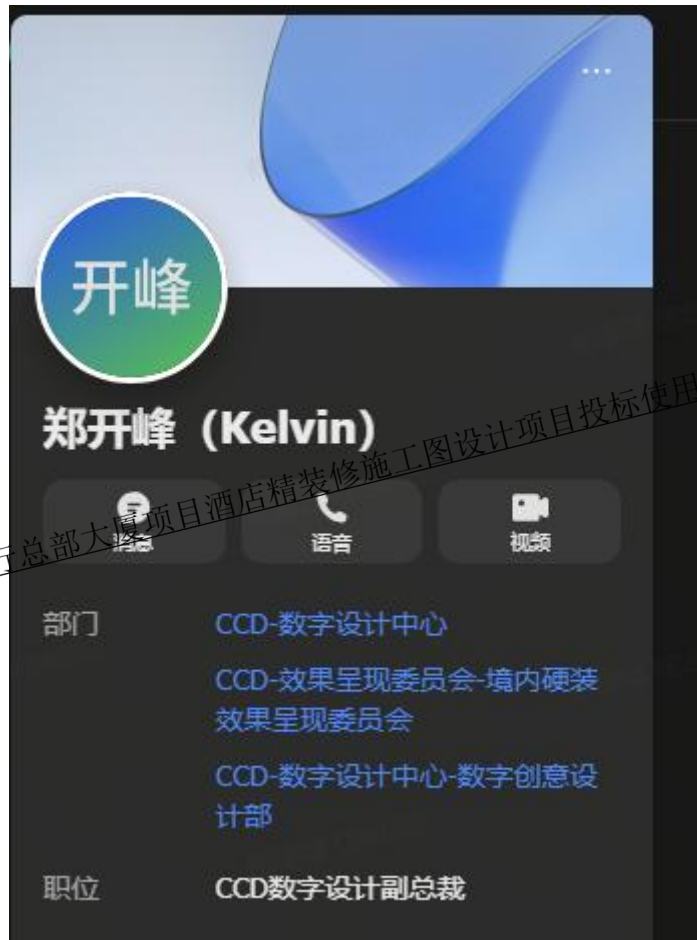 开峰
郑开峰（Kelvin）
行总部大厦项目酒店精装修施工图设计项目投标使用
消息 语音 视频
部门 CCD-数字设计中心
CCD-效果呈现委员会-境内硬装
效果呈现委员会
CCD-数字设计中心-数字创意设
计部
职位 CCD数字设计副总裁